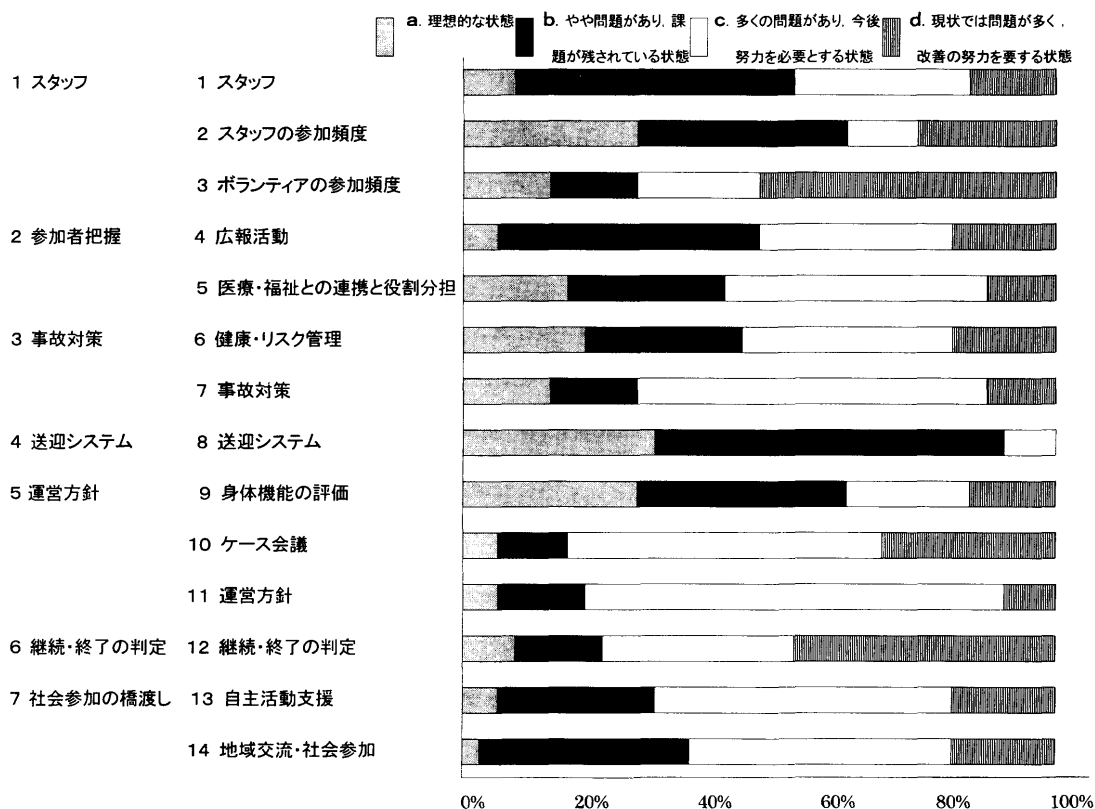 a. 理想的な状態
b. やや問題があり, 課
題が残されている状態
c. 多くの問題があり, 今後
努力を必要とする状態
d. 現状では問題が多く,
改善の努力を要する状態
1 スタッフ 1 スタッフ
2 スタッフの参加頻度
3 ボランティアの参加頻度
2 参加者把握 4 広報活動
5 医療・福祉との連携と役割分担
3 事故対策 6 健康・リスク管理
7 事故対策
4 送迎システム 8 送迎システム
5 運営方針 9 身体機能の評価
10 ケース会議
11 運営方針
6 継続・終了の判定 12 継続・終了の判定
7 社会参加の橋渡し 13 自主活動支援
14 地域交流・社会参加
0% 20% 40% 60% 80% 100%